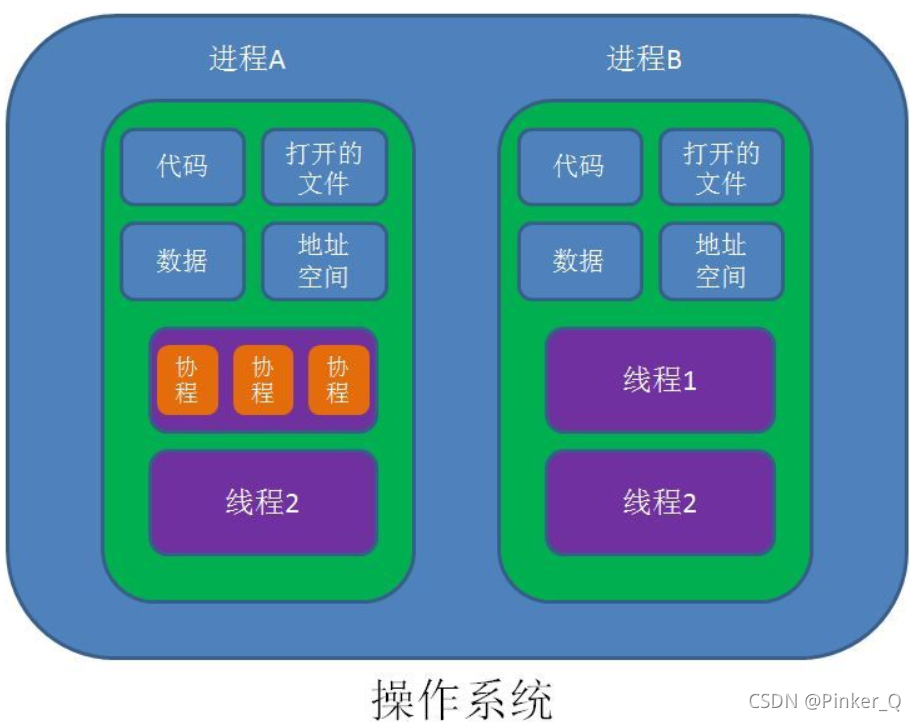 进程A
进程B
代码
打开的
文件
数据
地址
空间
协
程
协
程
协
程
线程2
代码
打开的
文件
数据
地址
空间
线程1
线程2
操作系统
CSDN @Pinker_Q